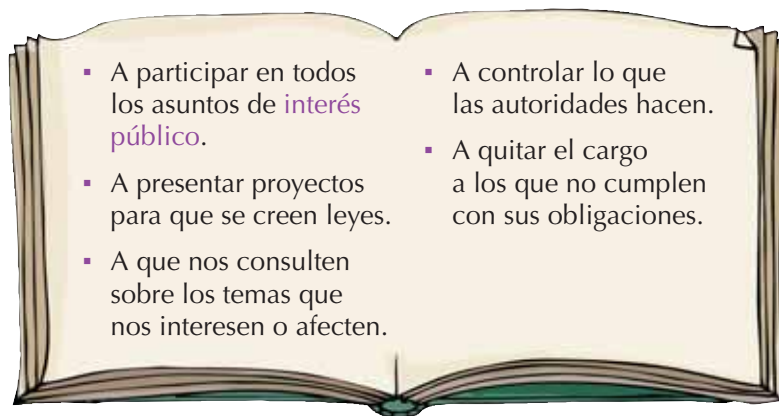 ▪ A participar en todos
los asuntos de interés
público.
▪ A presentar proyectos
para que se creen leyes.
▪ A que nos consulten
sobre los temas que
nos interesen o afecten.
▪ A controlar lo que
las autoridades hacen.
▪ A quitar el cargo
a los que no cumplen
con sus obligaciones.